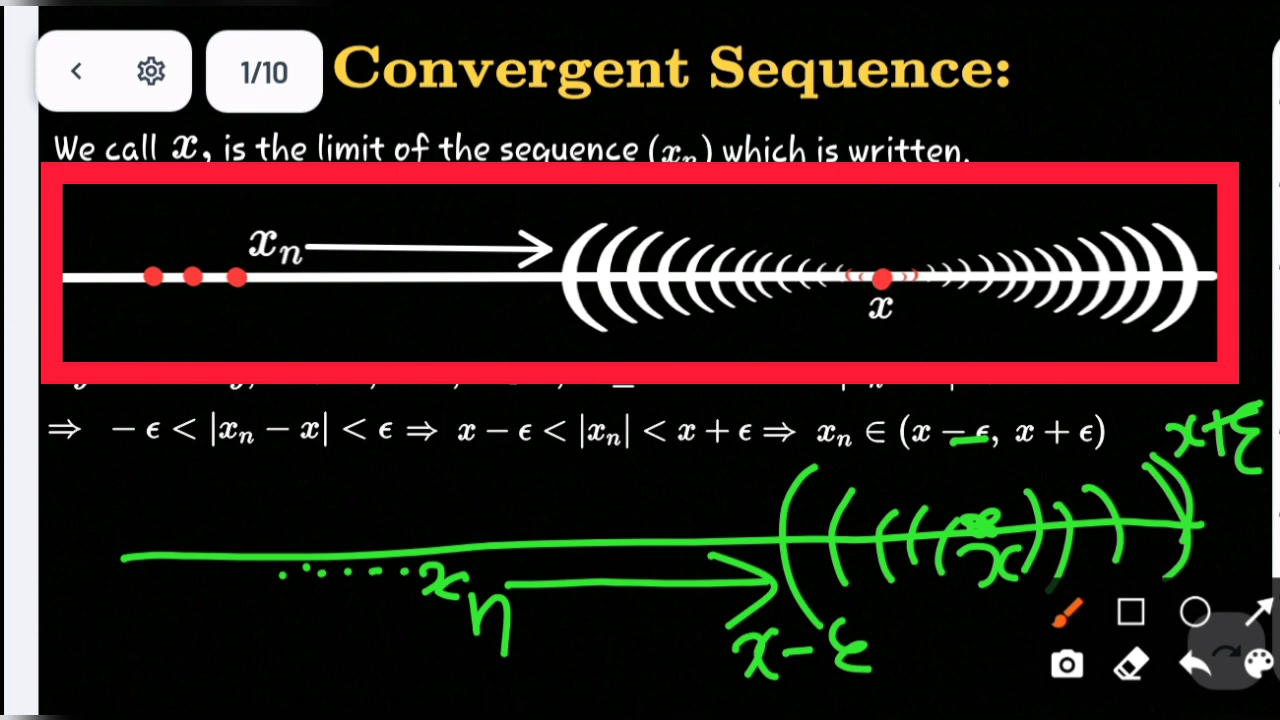 1/10
Convergent Sequence:
We call x, is the limit of the sequence (xₙ) which is written.
xₙ
x
⇒ − ϵ < |xₙ − x| < ϵ ⇒ x − ϵ < |xₙ| < x + ϵ ⇒ xₙ ∈ (x − ϵ, x + ϵ)
x+ε
x
xₙ
x-ε